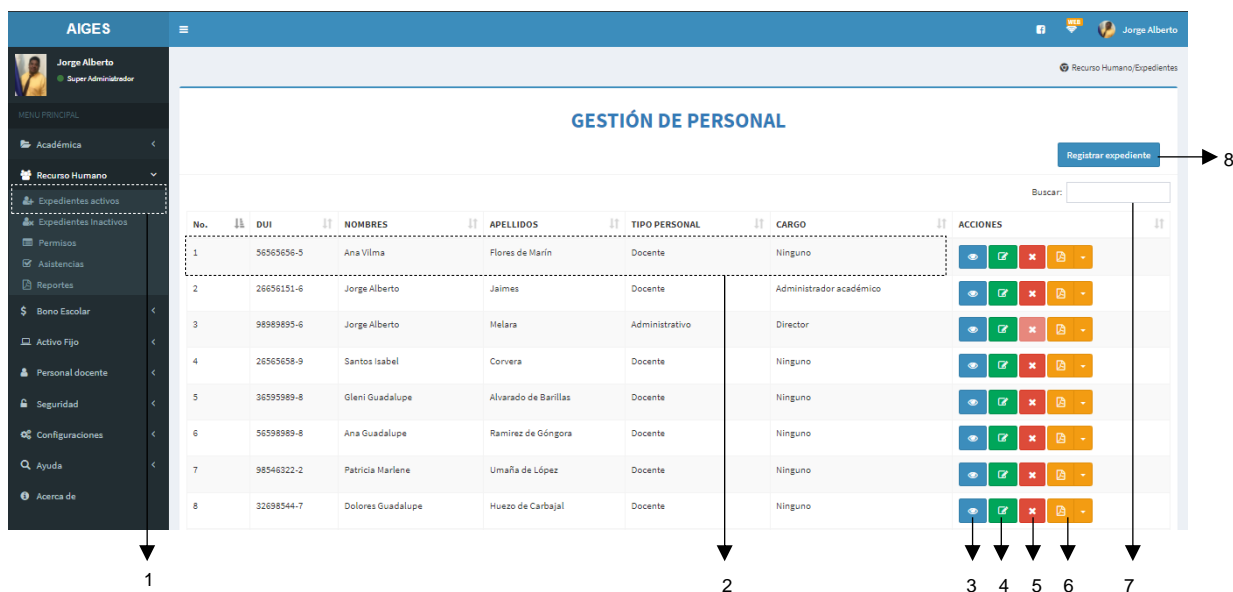 AIGES
WEB
Jorge Alberto
Jorge Alberto
Super Administrador
Recurso Humano/Expedientes
MENU PRINCIPAL
Académica
Recurso Humano
Expedientes activos
Expedientes Inactivos
Permisos
Asistencias
Reportes
Bono Escolar
Activo Fijo
Personal docente
Seguridad
Configuraciones
Ayuda
Acerca de
GESTIÓN DE PERSONAL
Registrar expediente
8
Buscar:
No. DUI NOMBRES APELLIDOS TIPO PERSONAL CARGO ACCIONES
1 56565656-5 Ana Vilma Flores de Marín Docente Ninguno
2 26656151-6 Jorge Alberto Jaimes Docente Administrador académico
3 98989895-6 Jorge Alberto Melara Administrativo Director
4 26565658-9 Santos Isabel Corvera Docente Ninguno
5 36595989-8 Gleni Guadalupe Alvarado de Barillas Docente Ninguno
6 56598989-8 Ana Guadalupe Ramirez de Góngora Docente Ninguno
7 98546322-2 Patricia Marlene Umaña de López Docente Ninguno
8 32698544-7 Dolores Guadalupe Huezo de Carbajal Docente Ninguno
1 2 3 4 5 6 7